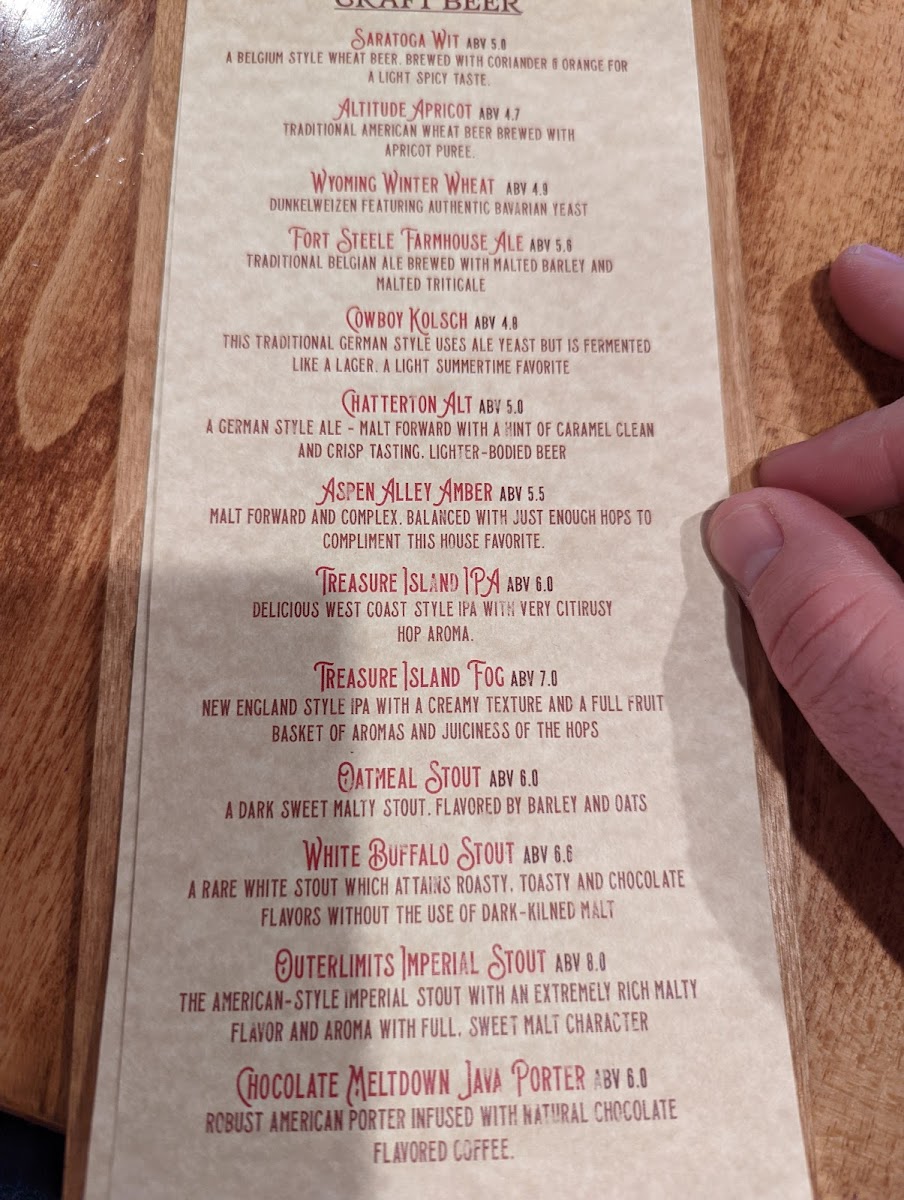 CRAFT BEER
SARATOGA WIT ABV 5.0
A BELGIUM STYLE WHEAT BEER. BREWED WITH CORIANDER & ORANGE FOR
A LIGHT SPICY TASTE.
ALTITUDE APRICOT ABV 4.7
TRADITIONAL AMERICAN WHEAT BEER BREWED WITH
APRICOT PUREE.
WYOMING WINTER WHEAT ABV 4.9
DUNKELWEIZEN FEATURING AUTHENTIC BAVARIAN YEAST
FORT STEELE FARMHOUSE ALE ABV 5.6
TRADITIONAL BELGIAN ALE BREWED WITH MALTED BARLEY AND
MALTED TRITICALE
COWBOY KOLSCH ABV 4.8
THIS TRADITIONAL GERMAN STYLE USES ALE YEAST BUT IS FERMENTED
LIKE A LAGER. A LIGHT SUMMERTIME FAVORITE
CHATTERTON ALT ABV 5.0
A GERMAN STYLE ALE - MALT FORWARD WITH A HINT OF CARAMEL CLEAN
AND CRISP TASTING. LIGHTER-BODIED BEER
ASPEN ALLEY AMBER ABV 5.5
MALT FORWARD AND COMPLEX. BALANCED WITH JUST ENOUGH HOPS TO
COMPLIMENT THIS HOUSE FAVORITE.
TREASURE ISLAND IPA ABV 6.0
DELICIOUS WEST COAST STYLE IPA WITH VERY CITIRUSY
HOP AROMA.
TREASURE ISLAND FOG ABV 7.0
NEW ENGLAND STYLE IPA WITH A CREAMY TEXTURE AND A FULL FRUIT
BASKET OF AROMAS AND JUICINESS OF THE HOPS
OATMEAL STOUT ABV 6.0
A DARK SWEET MALTY STOUT. FLAVORED BY BARLEY AND OATS
WHITE BUFFALO STOUT ABV 6.6
A RARE WHITE STOUT WHICH ATTAINS ROASTY, TOASTY AND CHOCOLATE
FLAVORS WITHOUT THE USE OF DARK-KILNED MALT
OUTERLIMITS IMPERIAL STOUT ABV 8.0
THE AMERICAN-STYLE IMPERIAL STOUT WITH AN EXTREMELY RICH MALTY
FLAVOR AND AROMA WITH FULL, SWEET MALT CHARACTER
CHOCOLATE MELTDOWN JAVA PORTER ABV 6.0
ROBUST AMERICAN PORTER INFUSED WITH NATURAL CHOCOLATE
FLAVORED COFFEE.